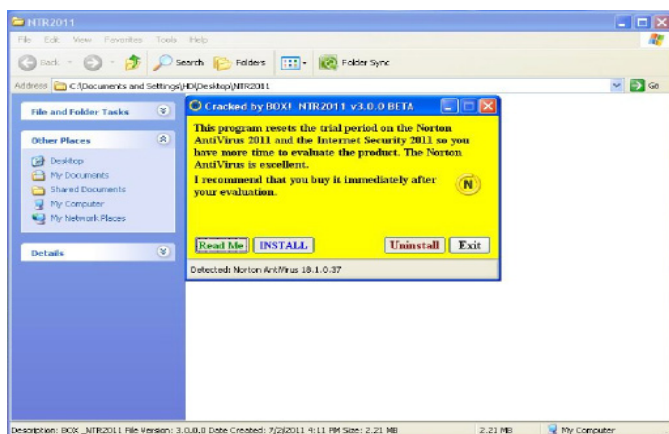 NTR2011
File Edit View Favorites Tools Help
Back Search Folders Folder Sync
Address C:\Documents and Settings\HD\Desktop\NTR2011 Go
File and Folder Tasks
Other Places
Desktop
My Documents
Shared Documents
My Computer
My Network Places
Details
Cracked by BOX! NTR2011 v3.0.0 BETA
This program resets the trial period on the Norton
AntiVirus 2011 and the Internet Security 2011 so you
have more time to evaluate the product. The Norton
AntiVirus is excellent.
I recommend that you buy it immediately after
your evaluation.
N
Read Me INSTALL Uninstall Exit
Detected: Norton AntiVirus 18.1.0.37
Description: BOX_NTR2011 File Version: 3.0.0.0 Date Created: 7/2/2011 4:11 PM Size: 2.21 MB 2.21 MB My Computer